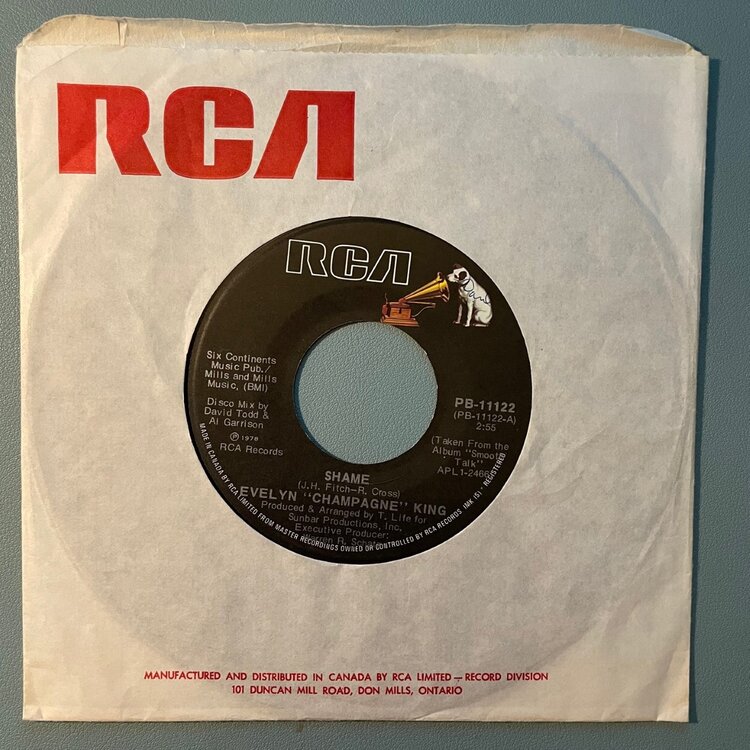 RCA
RCA
Six Continents
Music Pub./
Mills and Mills
Music, (BMI)
Disco Mix by
David Todd &
Al Garrison
℗ 1978
RCA Records
PB-11122
(PB-11122-A)
2:55
(Taken From the
Album "Smooth
Talk"
SHAME
(J.H. Fitch-R. Cross)
EVELYN "CHAMPAGNE" KING
Produced & Arranged by T. Life for
Sunbar Productions, Inc.
Executive Producer:
Warren R.
MADE IN CANADA BY RCA LIMITED FROM MASTER RECORDINGS OWNED OR CONTROLLED BY RCA RECORDS (MK (S) - REGISTERED
MANUFACTURED AND DISTRIBUTED IN CANADA BY RCA LIMITED — RECORD DIVISION
101 DUNCAN MILL ROAD, DON MILLS, ONTARIO